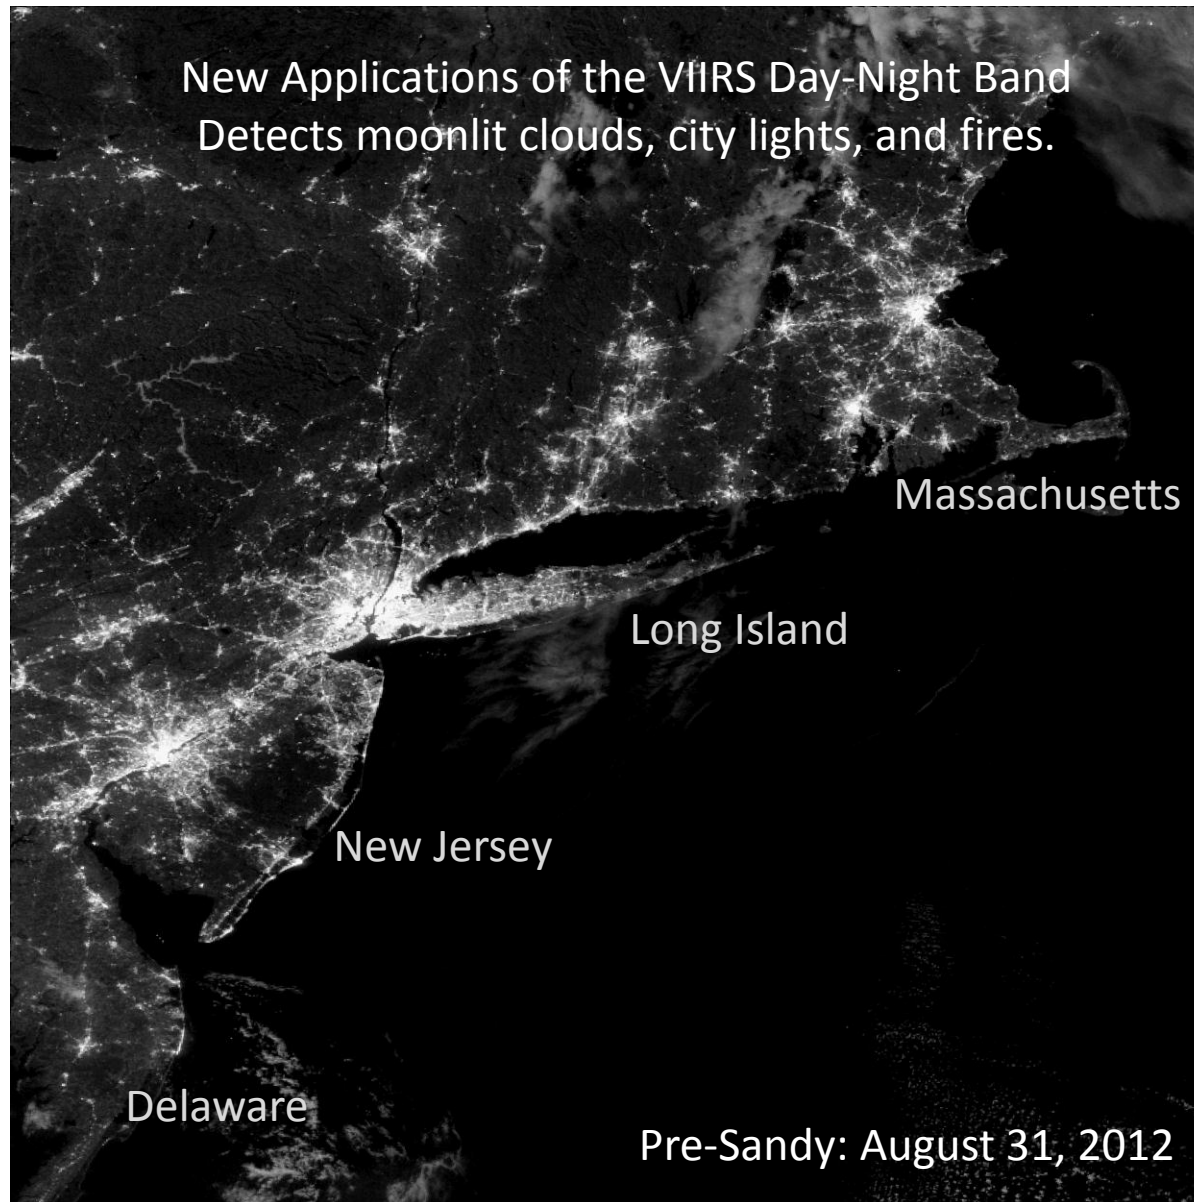 New Applications of the VIIRS Day-Night Band
Detects moonlit clouds, city lights, and fires.
Massachusetts
Long Island
New Jersey
Delaware
Pre-Sandy: August 31, 2012